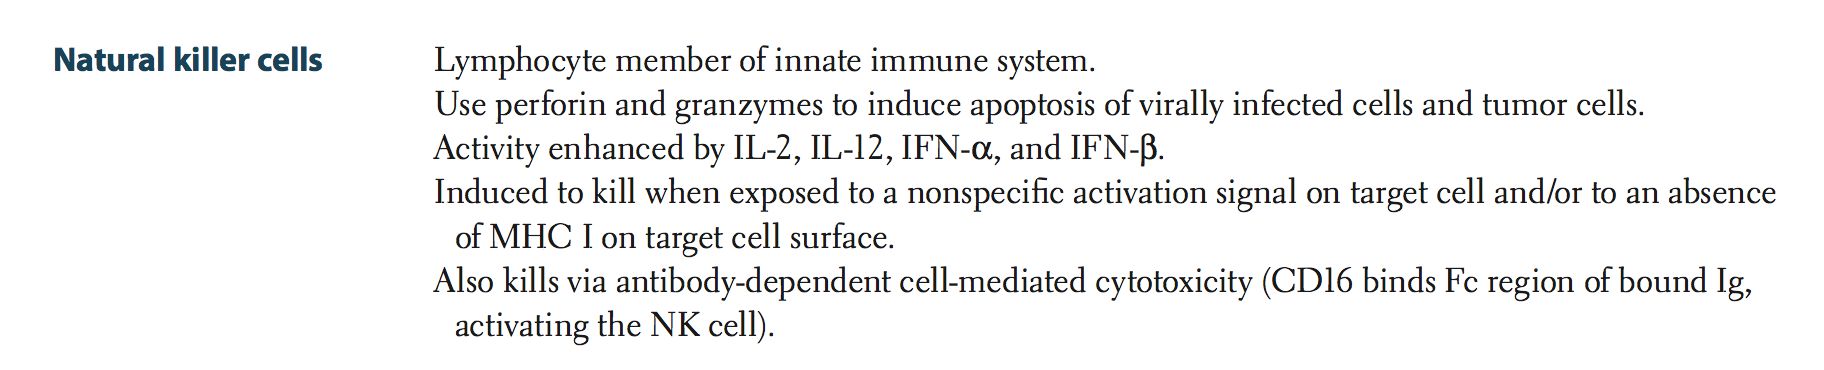 Natural killer cells
Lymphocyte member of innate immune system.
Use perforin and granzymes to induce apoptosis of virally infected cells and tumor cells.
Activity enhanced by IL-2, IL-12, IFN-α, and IFN-β.
Induced to kill when exposed to a nonspecific activation signal on target cell and/or to an absence
of MHC I on target cell surface.
Also kills via antibody-dependent cell-mediated cytotoxicity (CD16 binds Fc region of bound Ig,
activating the NK cell).